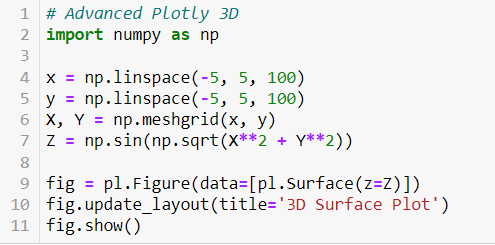 1 # Advanced Plotly 3D
2 import numpy as np
3
4 x = np.linspace(-5, 5, 100)
5 y = np.linspace(-5, 5, 100)
6 X, Y = np.meshgrid(x, y)
7 Z = np.sin(np.sqrt(X**2 + Y**2))
8
9 fig = pl.Figure(data=[pl.Surface(z=Z)])
10 fig.update_layout(title='3D Surface Plot')
11 fig.show()